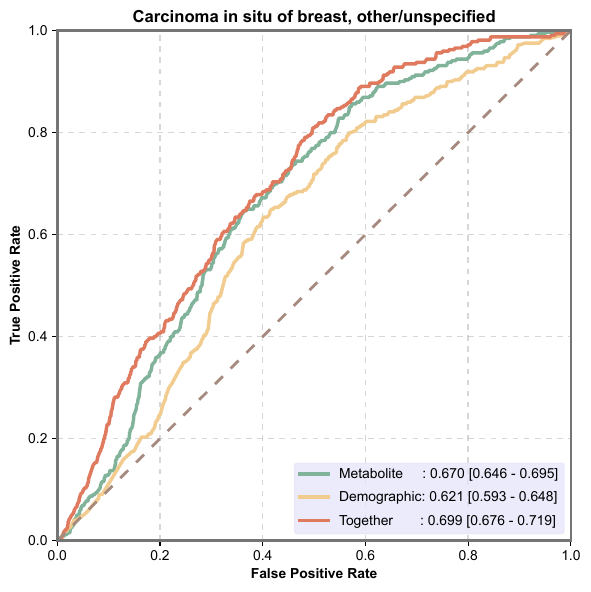 Carcinoma in situ of breast, other/unspecified
1.0
0.8
0.6
0.4
0.2
0.0
True Positive Rate
Metabolite : 0.670 [0.646 - 0.695]
Demographic: 0.621 [0.593 - 0.648]
Together : 0.699 [0.676 - 0.719]
0.0 0.2 0.4 0.6 0.8 1.0
False Positive Rate